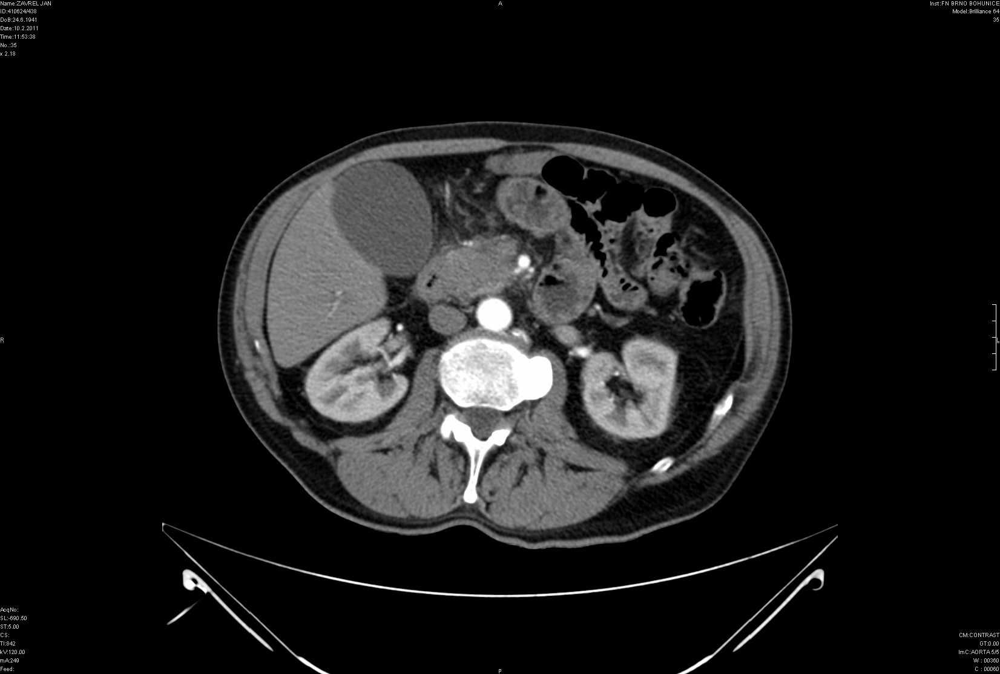 Name:ZAVREL JAN
ID:410624/438
DoB:24.6.1941
Date:10.2.2011
Time:11:53:38
No.:35
x 2.18
A
Inst:FN BRNO BOHUNICE
Model:Brilliance 64
35
R
L
AcqNo:
SL:-690.50
ST:5.00
CS:
TI:842
kV:120.00
mA:249
Feed:
P
CM:CONTRAST
GT:0.00
ImC:AORTA 5/5
W : 00360
C : 00060